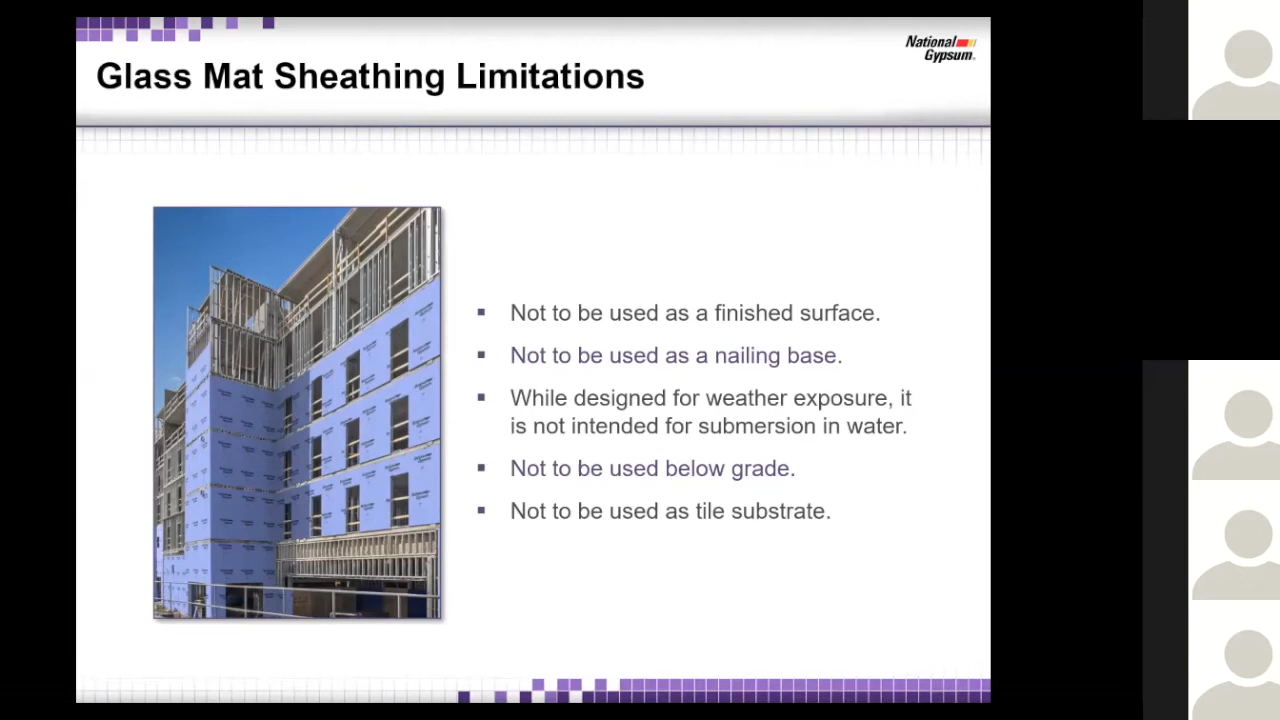 National
Gypsum
Glass Mat Sheathing Limitations
Not to be used as a finished surface.
Not to be used as a nailing base.
While designed for weather exposure, it
is not intended for submersion in water.
Not to be used below grade.
Not to be used as tile substrate.